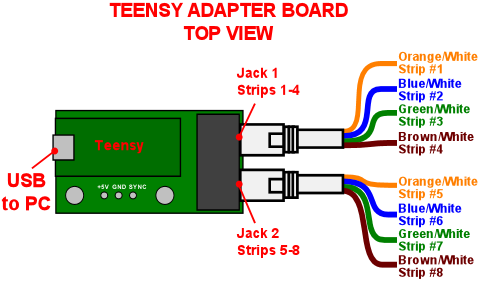 TEENSY ADAPTER BOARD
TOP VIEW
Jack 1
Strips 1-4
Orange/White
Strip #1
Blue/White
Strip #2
Green/White
Strip #3
Brown/White
Strip #4
Teensy
USB
to PC
+5V GND SYNC
Jack 2
Strips 5-8
Orange/White
Strip #5
Blue/White
Strip #6
Green/White
Strip #7
Brown/White
Strip #8